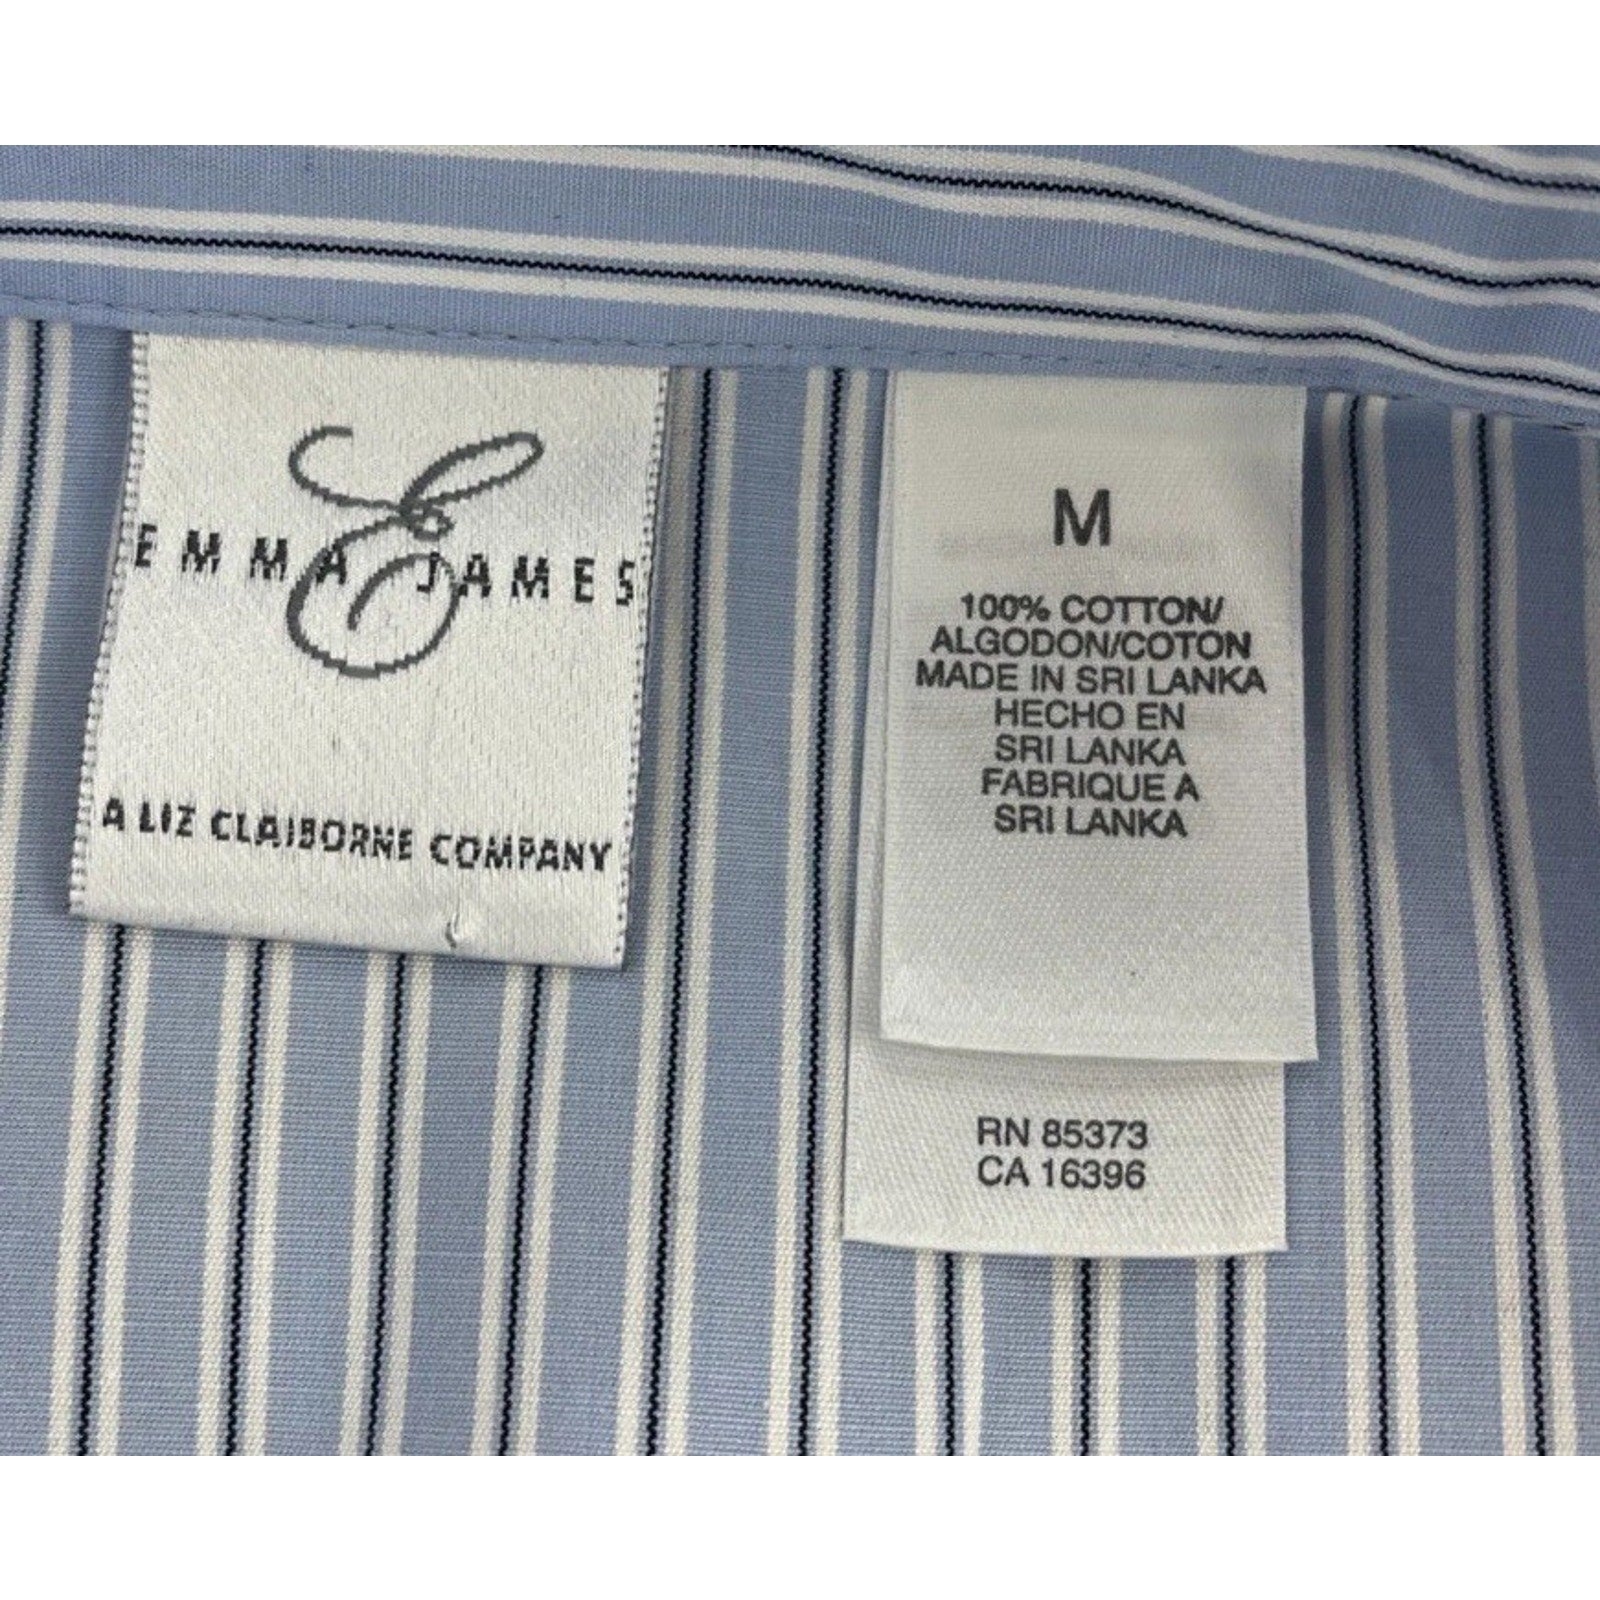 E
EMMA JAMES
A LIZ CLAIBORNE COMPANY
M
100% COTTON/
ALGODON/COTON
MADE IN SRI LANKA
HECHO EN
SRI LANKA
FABRIQUE A
SRI LANKA
RN 85373
CA 16396